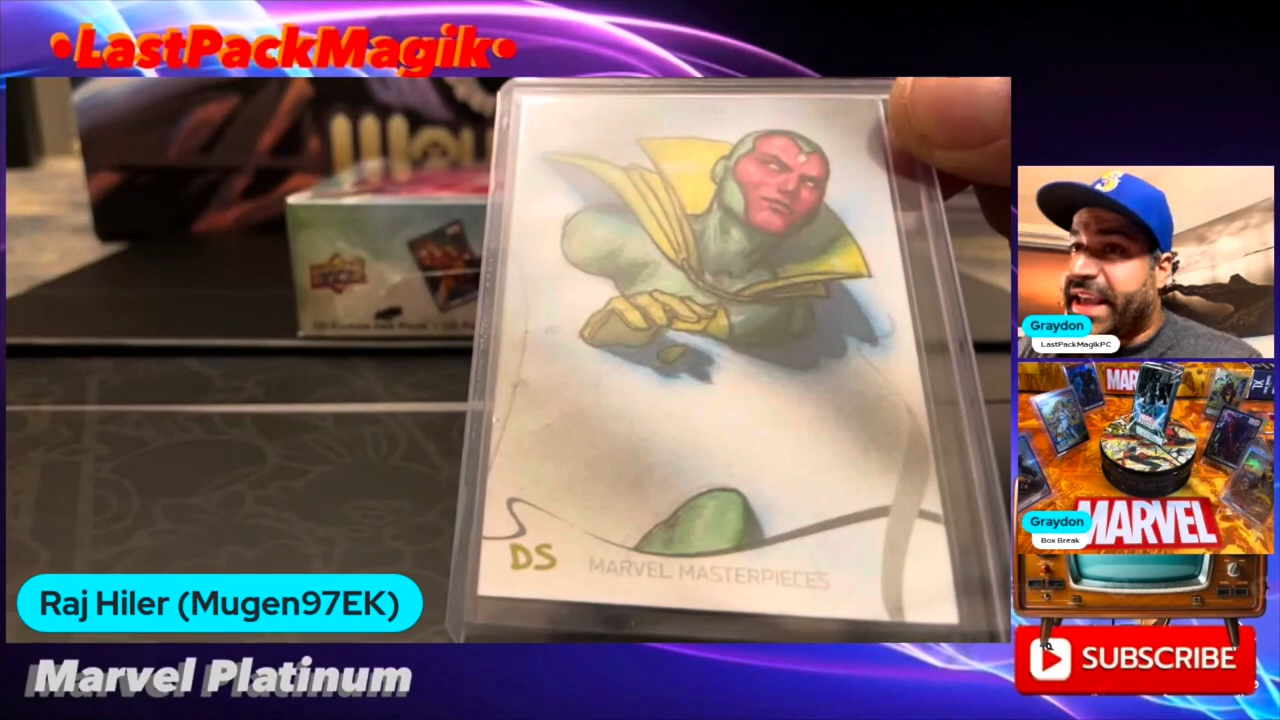 •LastPackMagik•
DS
MARVEL MASTERPIECES
Raj Hiler (Mugen97EK)
Marvel Platinum
Graydon
LastPackMagikPC
MARVEL
Graydon
Box Break
SUBSCRIBE